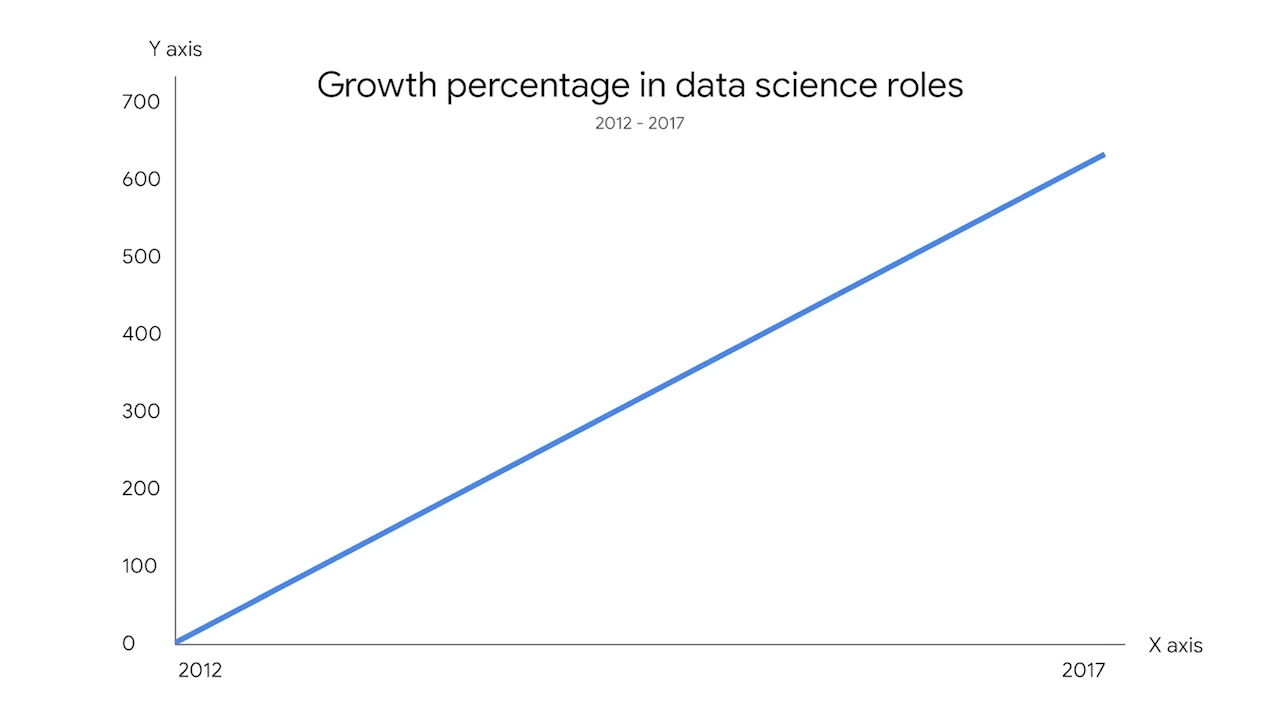 Y axis
Growth percentage in data science roles
2012 - 2017
700
600
500
400
300
200
100
0
X axis
2012 2017